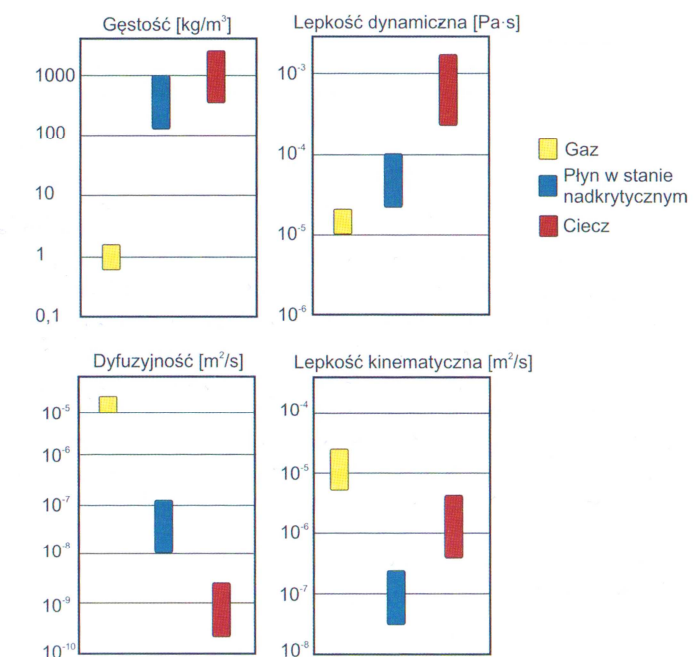 Gęstość [kg/m³]
1000
100
10
1
0,1
Lepkość dynamiczna [Pa·s]
10⁻³
10⁻⁴
10⁻⁵
10⁻⁶
Gaz
Płyn w stanie
nadkrytycznym
Ciecz
Dyfuzyjność [m²/s]
10⁻⁵
10⁻⁶
10⁻⁷
10⁻⁸
10⁻⁹
10⁻¹⁰
Lepkość kinematyczna [m²/s]
10⁻⁴
10⁻⁵
10⁻⁶
10⁻⁷
10⁻⁸